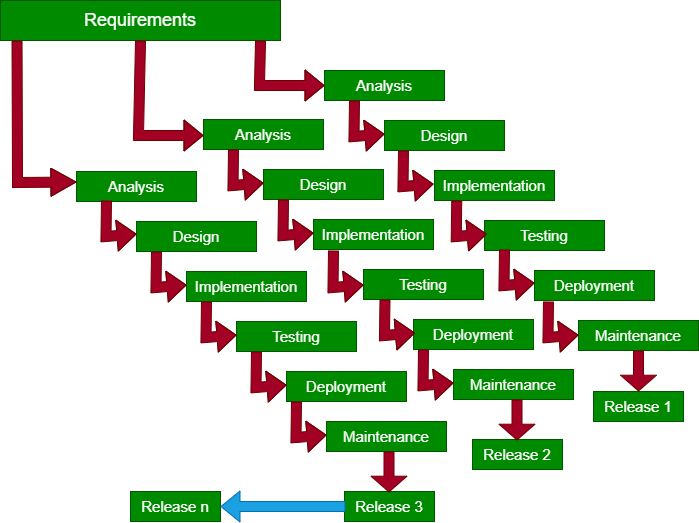 Requirements
Analysis
Analysis
Design
Analysis
Design
Implementation
Design
Implementation
Testing
Implementation
Testing
Deployment
Testing
Deployment
Maintenance
Deployment
Maintenance
Release 1
Maintenance
Release 2
Release n
Release 3